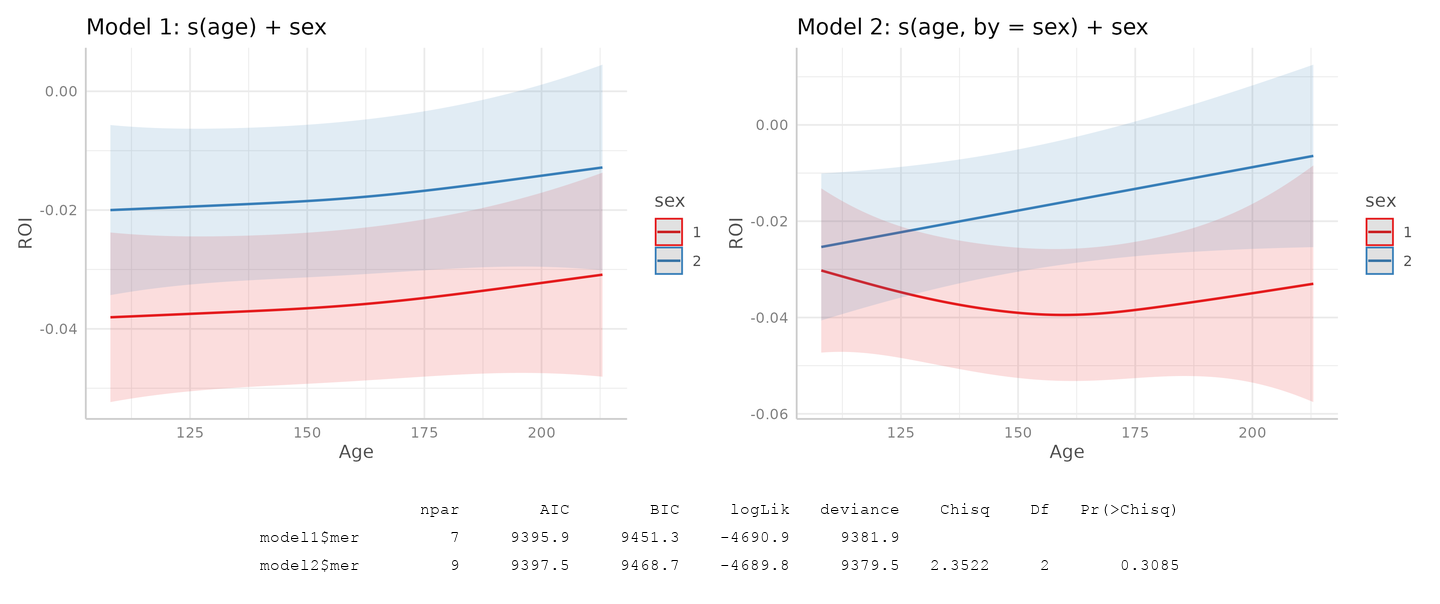 Model 1: s(age) + sex
0.00
-0.02
-0.04
ROI
125 150 175 200
Age
sex
1
2
Model 2: s(age, by = sex) + sex
0.00
-0.02
-0.04
-0.06
ROI
125 150 175 200
Age
sex
1
2
npar AIC BIC logLik deviance Chisq Df Pr(>Chisq)
model1$mer 7 9395.9 9451.3 -4690.9 9381.9
model2$mer 9 9397.5 9468.7 -4689.8 9379.5 2.3522 2 0.3085